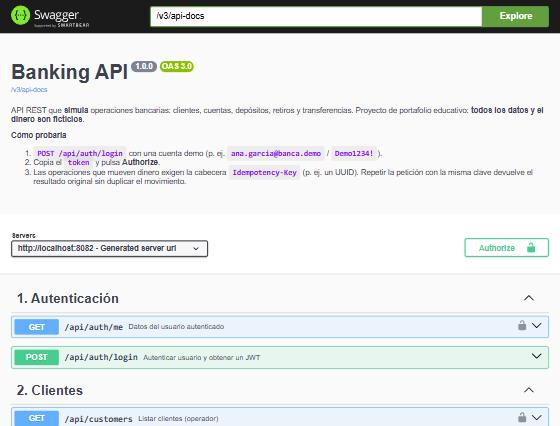 Swagger.
Supported by SMARTBEAR
/v3/api-docs
Explore
Banking API 1.0.0 OAS 3.0
/v3/api-docs
API REST que simula operaciones bancarias: clientes, cuentas, depósitos, retiros y transferencias. Proyecto de portafolio educativo: todos los datos y el
dinero son ficticios.
Cómo probarla
1. POST /api/auth/login con una cuenta demo (p. ej. ana.garcia@banca.demo / Demo1234! ).
2. Copia el token y pulsa Authorize.
3. Las operaciones que mueven dinero exigen la cabecera Idempotency-Key (p. ej. un UUID). Repetir la petición con la misma clave devuelve el
resultado original sin duplicar el movimiento.
Servers
http://localhost:8082 - Generated server url
Authorize
1. Autenticación
GET /api/auth/me Datos del usuario autenticado
POST /api/auth/login Autenticar usuario y obtener un JWT
2. Clientes
GET /api/customers Listar clientes (operador)